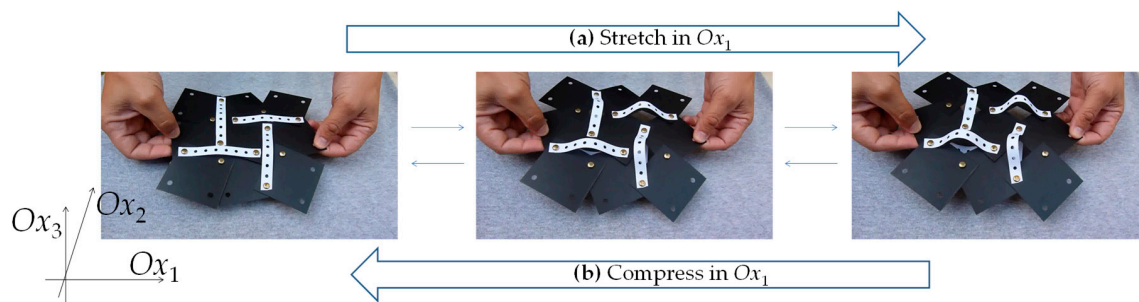 (a) Stretch in Ox₁
Ox₃
Ox₂
Ox₁
(b) Compress in Ox₁